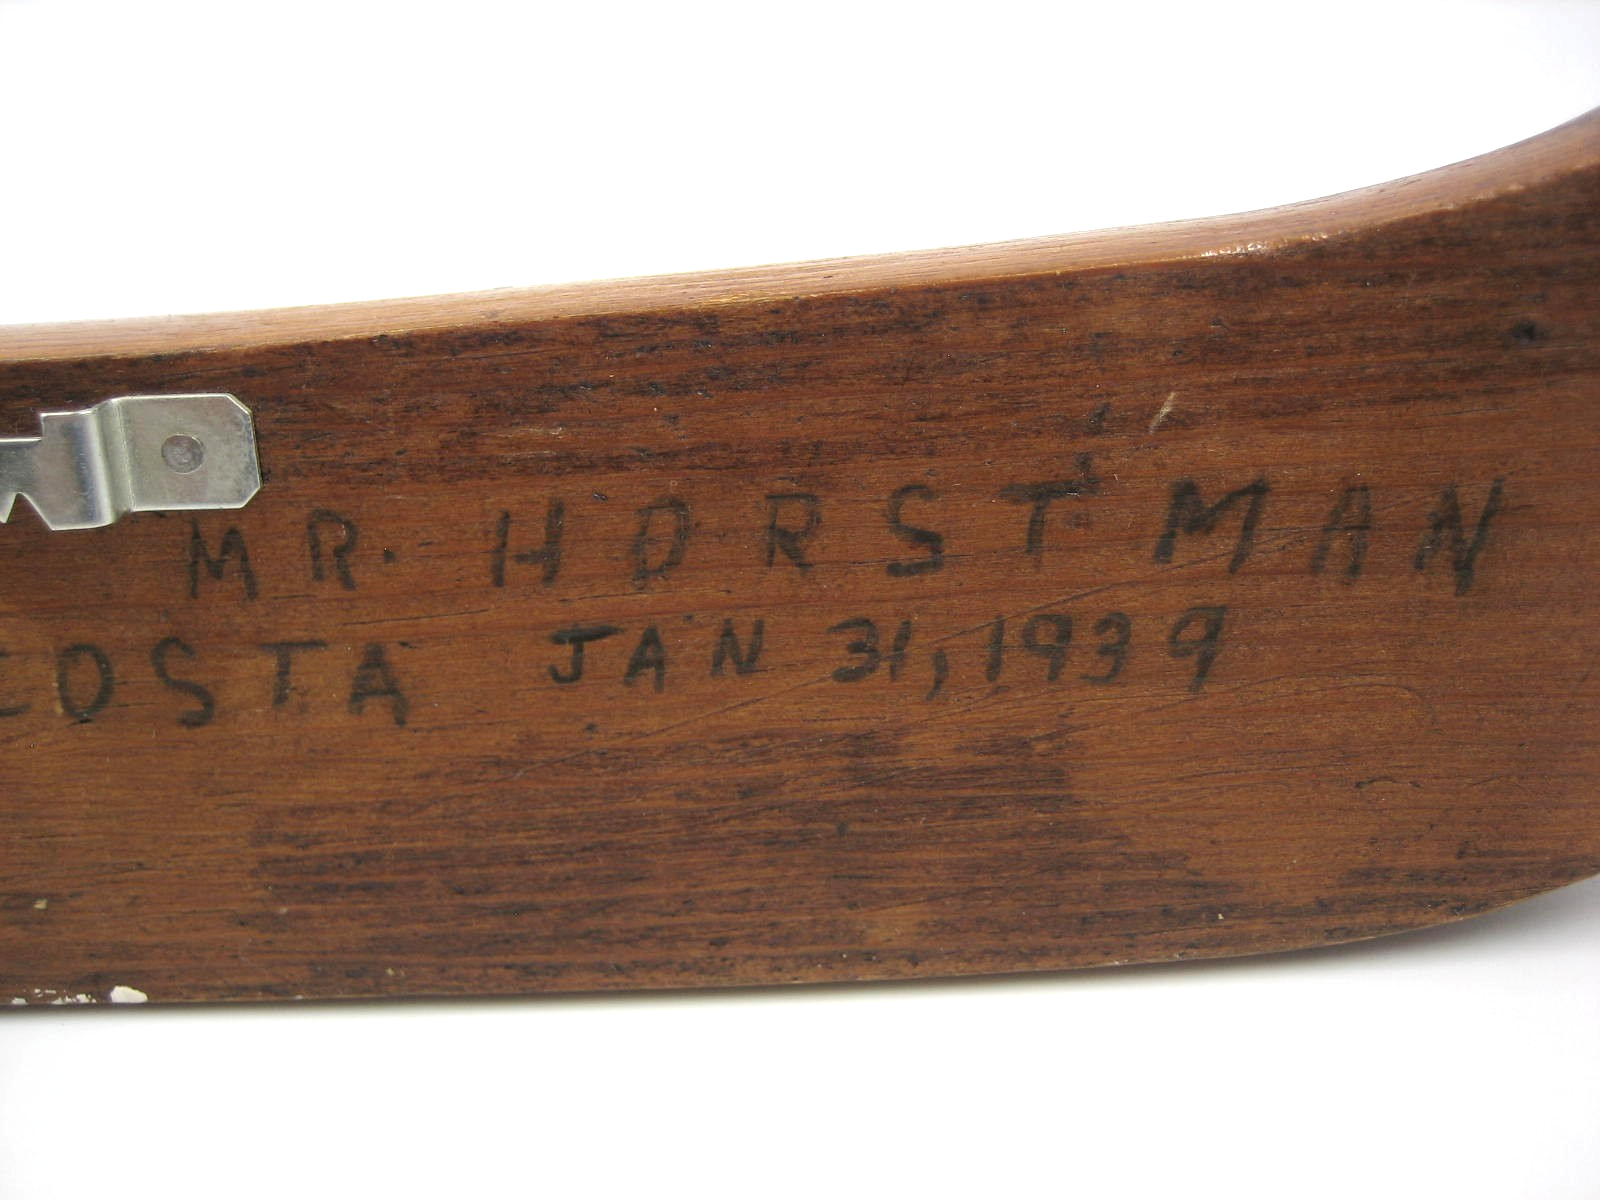 MR. HORSTMAN
COSTA JAN 31, 1939